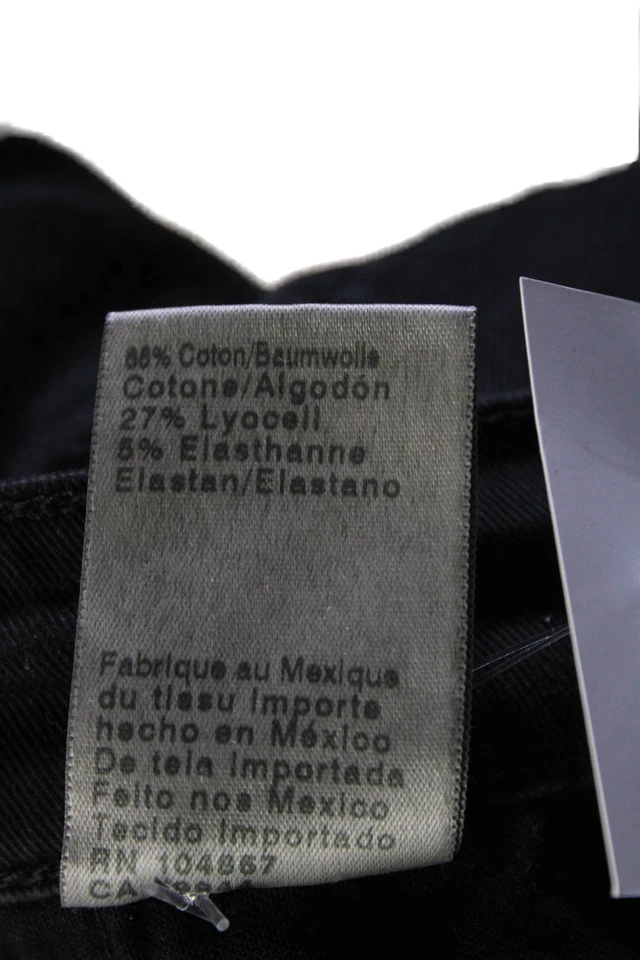 68% Coton/Baumwolle
Cotone/Algodón
27% Lyocell
5% Elasthanne
Elastan/Elastano
Fabrique au Mexique
du tissu importe
hecho en México
De tela importada
Feito nos Mexico
Tecido importado
RN 104867
CA